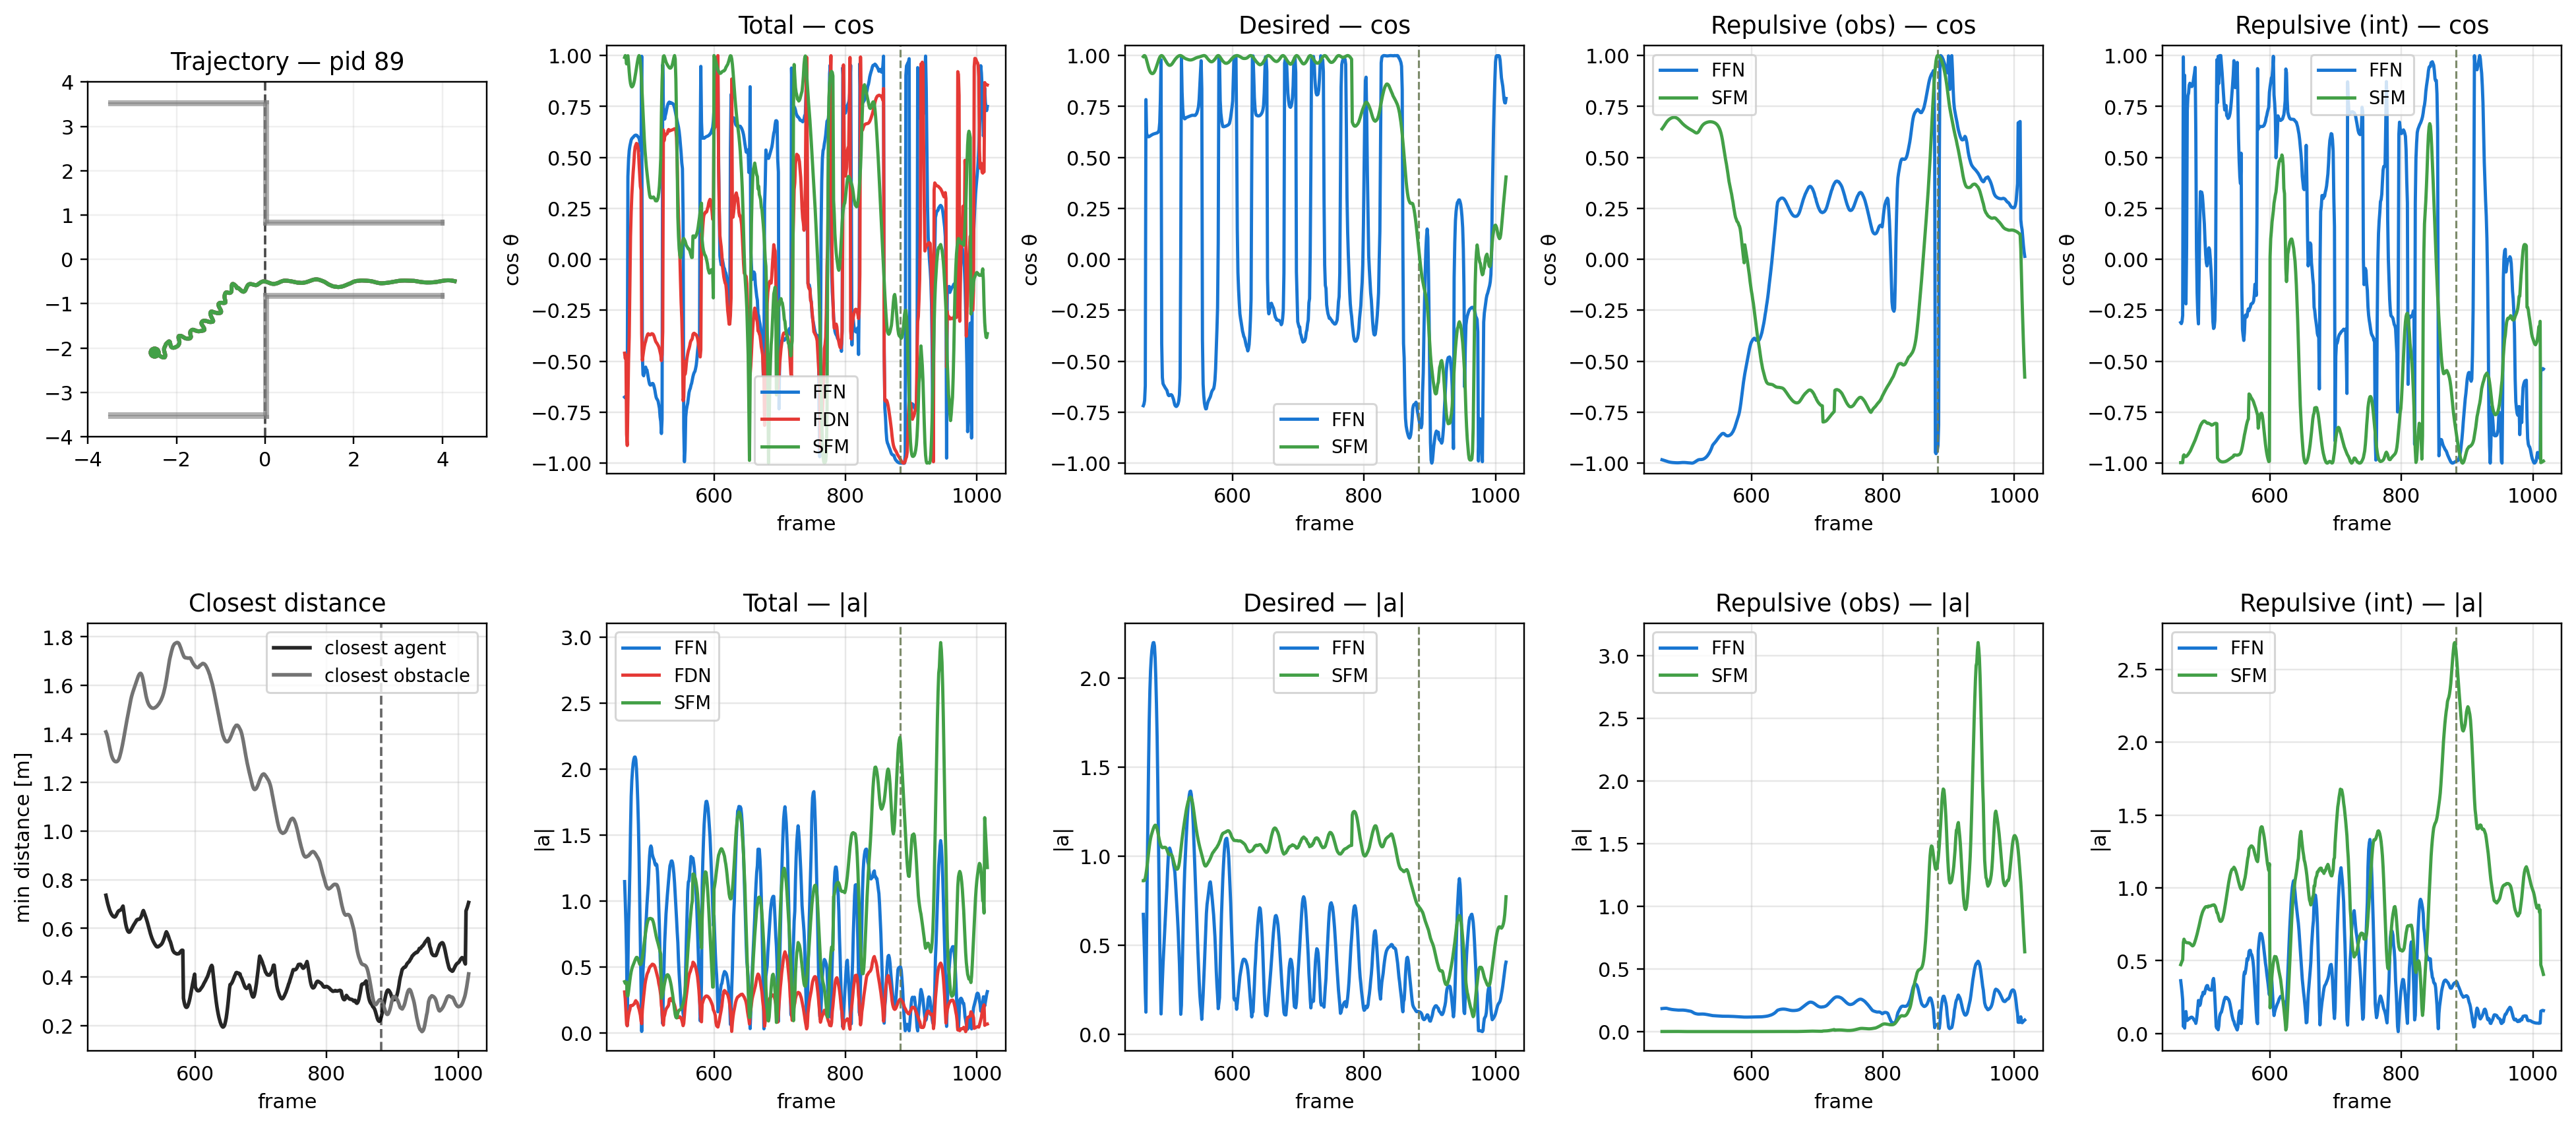 Trajectory — pid 89
4
3
2
1
0
−1
−2
−3
−4
−4
−2
0
2
4
Total — cos
cos θ
1.00
0.75
0.50
0.25
0.00
−0.25
−0.50
−0.75
−1.00
FFN
FDN
SFM
600
800
1000
frame
Desired — cos
cos θ
1.00
0.75
0.50
0.25
0.00
−0.25
−0.50
−0.75
−1.00
FFN
SFM
600
800
1000
frame
Repulsive (obs) — cos
cos θ
1.00
0.75
0.50
0.25
0.00
−0.25
−0.50
−0.75
−1.00
FFN
SFM
600
800
1000
frame
Repulsive (int) — cos
cos θ
1.00
0.75
0.50
0.25
0.00
−0.25
−0.50
−0.75
−1.00
FFN
SFM
600
800
1000
frame
Closest distance
min distance [m]
1.8
1.6
1.4
1.2
1.0
0.8
0.6
0.4
0.2
closest agent
closest obstacle
600
800
1000
frame
Total — |a|
|a|
3.0
2.5
2.0
1.5
1.0
0.5
0.0
FFN
FDN
SFM
600
800
1000
frame
Desired — |a|
|a|
2.0
1.5
1.0
0.5
0.0
FFN
SFM
600
800
1000
frame
Repulsive (obs) — |a|
|a|
3.0
2.5
2.0
1.5
1.0
0.5
0.0
FFN
SFM
600
800
1000
frame
Repulsive (int) — |a|
|a|
2.5
2.0
1.5
1.0
0.5
0.0
FFN
SFM
600
800
1000
frame